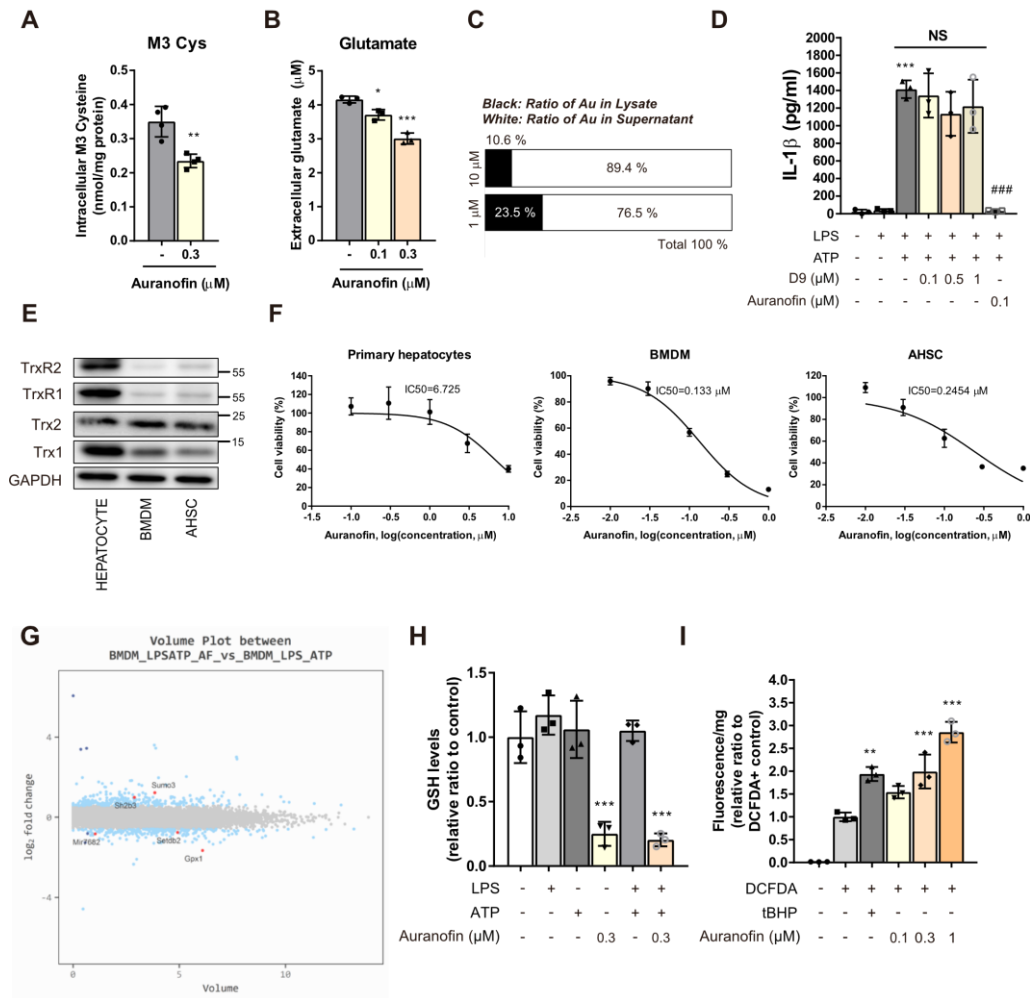 A
M3 Cys
Intracellular M3 Cysteine
(nmol/mg protein)
0.4
0.3
0.2
0.1
0.0
**
- 0.3
Auranofin (μM)
B
Glutamate
Extracellular glutamate (μM)
6
5
4
3
2
1
0
*
***
- 0.1 0.3
Auranofin (μM)
C
Black: Ratio of Au in Lysate
White: Ratio of Au in Supernatant
10.6 %
10 μM
89.4 %
1 μM
23.5 %
76.5 %
Total 100 %
D
NS
IL-1β (pg/ml)
2000
1800
1600
1400
1200
1000
800
600
400
200
0
***
###
LPS - + + + + + +
ATP - - + + + + +
D9 (μM) - - - 0.1 0.5 1 -
Auranofin (μM) - - - - - - 0.1
E
TrxR2
TrxR1
Trx2
Trx1
GAPDH
55
55
25
15
HEPATOCYTE
BMDM
AHSC
F
Primary hepatocytes
IC50=6.725
Cell viability (%)
140
120
100
80
60
40
20
0
-1.5 -1.0 -0.5 0.0 0.5 1.0
Auranofin, log(concentration, μM)
BMDM
IC50=0.133 μM
Cell viability (%)
120
100
80
60
40
20
0
-2.5 -2.0 -1.5 -1.0 -0.5 0.0
Auranofin, log(concentration, μM)
AHSC
IC50=0.2454 μM
Cell viability (%)
140
120
100
80
60
40
20
0
-2.5 -2.0 -1.5 -1.0 -0.5 0.0
Auranofin, log(concentration, μM)
G
Volume Plot between
BMDM_LPSATP_AF_vs_BMDM_LPS_ATP
log2 fold change
4
0
-4
Sumo3
Sh2b3
Mir7682
Setdb2
Gpx1
0 5 10
Volume
H
GSH levels
(relative ratio to control)
1.5
1.0
0.5
0.0
***
***
LPS - + - - + +
ATP - - + - + +
Auranofin (μM) - - - 0.3 - 0.3
I
Fluorescence/mg
(relative ratio to
DCFDA+ control)
4.0
3.5
3.0
2.5
2.0
1.5
1.0
0.5
0.0
**
***
***
DCFDA - + + + + +
tBHP - - + - - -
Auranofin (μM) - - - 0.1 0.3 1